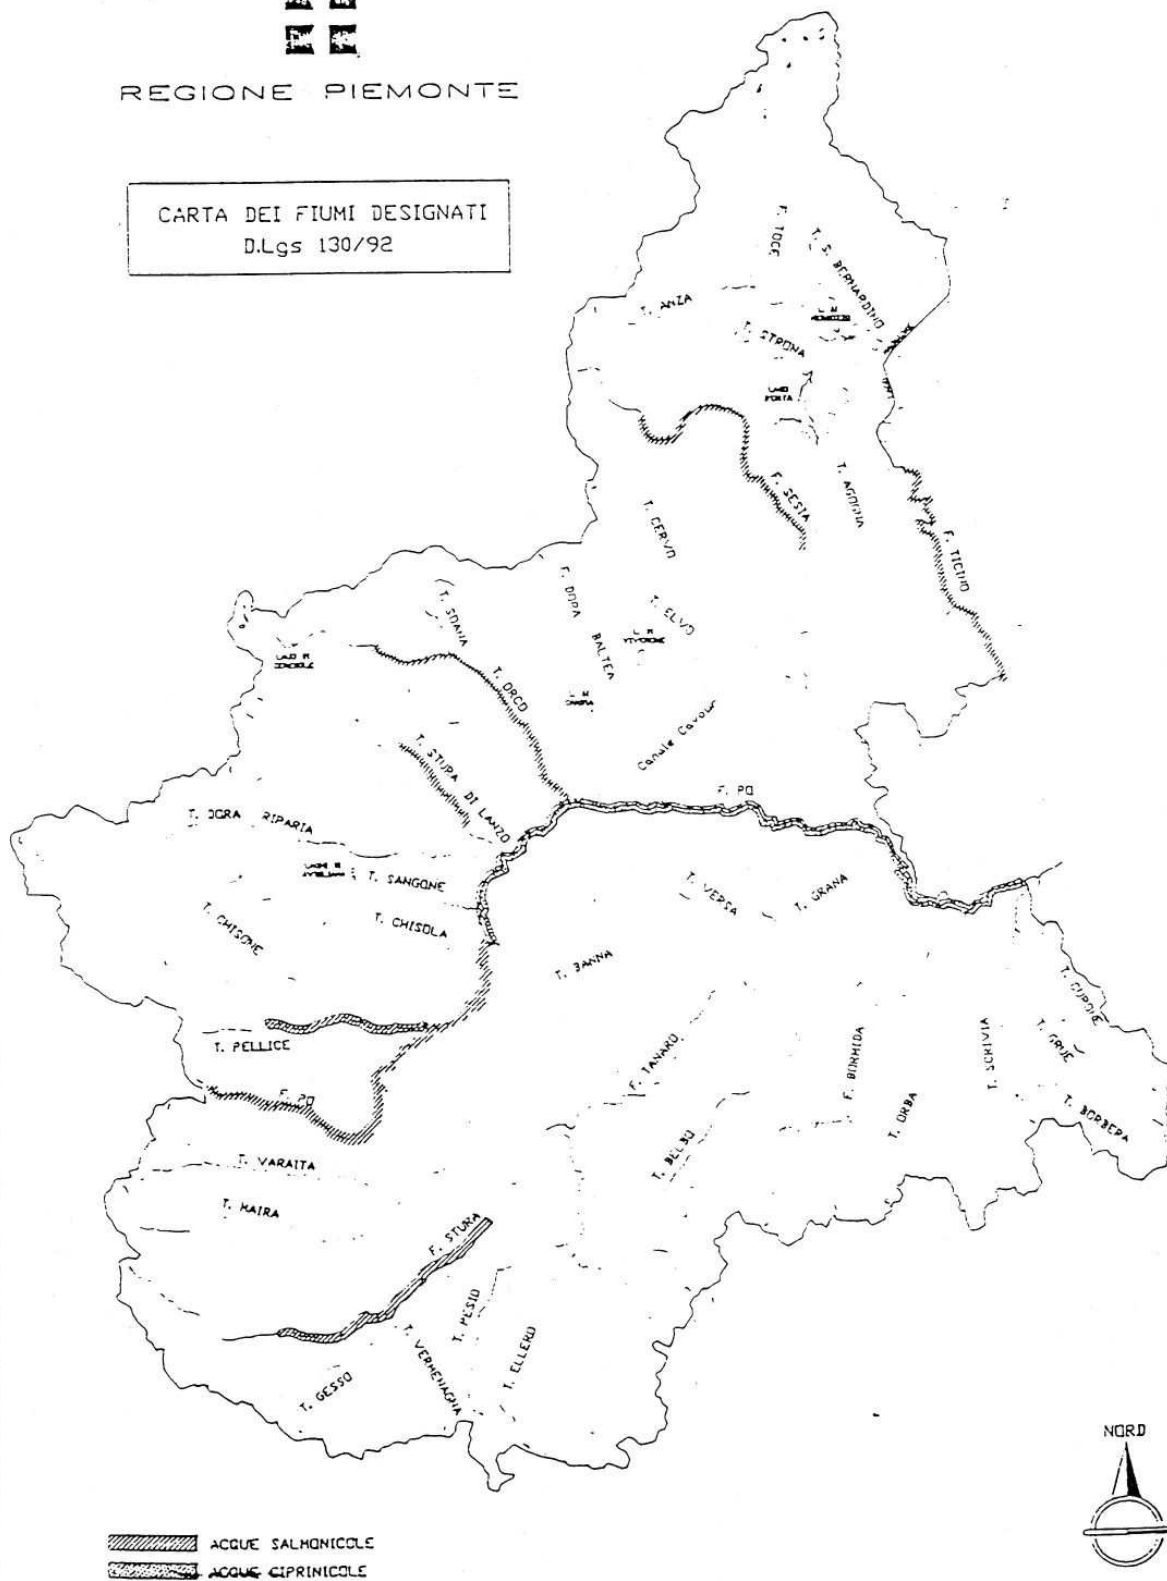 REGIONE PIEMONTE
CARTA DEI FIUMI DESIGNATI
D.Lgs 130/92
F. TOCE
T. S. BERNARDINO
T. ANZA
T. STRONA
F. SESIA
T. AGOGNA
T. CERVO
F. TICINO
F. DORA BALTEA
T. ELVO
T. SOANA
T. ORCO
Canale Cavour
T. STURA DI LANZO
F. PO
RIPARIA
T. SANGONE
T. VERSA
T. GRANA
T. CHISONE
T. CHISOLA
T. BANNA
T. CURONE
T. PELLICE
F. TANARO
F. BORMIDA
T. SCRIVIA
T. GRUE
F. PO
T. ORBA
T. BORBERA
T. VARAITA
T. BELBO
T. MAIRA
F. STURA
T. PESIO
T. VERMENAGNA
T. ELLERO
T. GESSO
NORD
ACQUE SALMONICOLE
ACQUE CIPRINICOLE